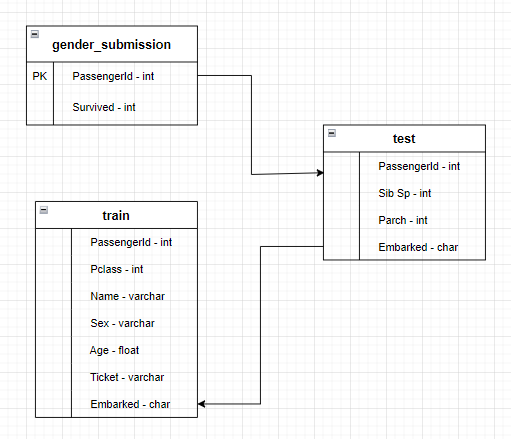 gender_submission
PK PassengerId - int
Survived - int
test
PassengerId - int
Sib Sp - int
Parch - int
Embarked - char
train
PassengerId - int
Pclass - int
Name - varchar
Sex - varchar
Age - float
Ticket - varchar
Embarked - char